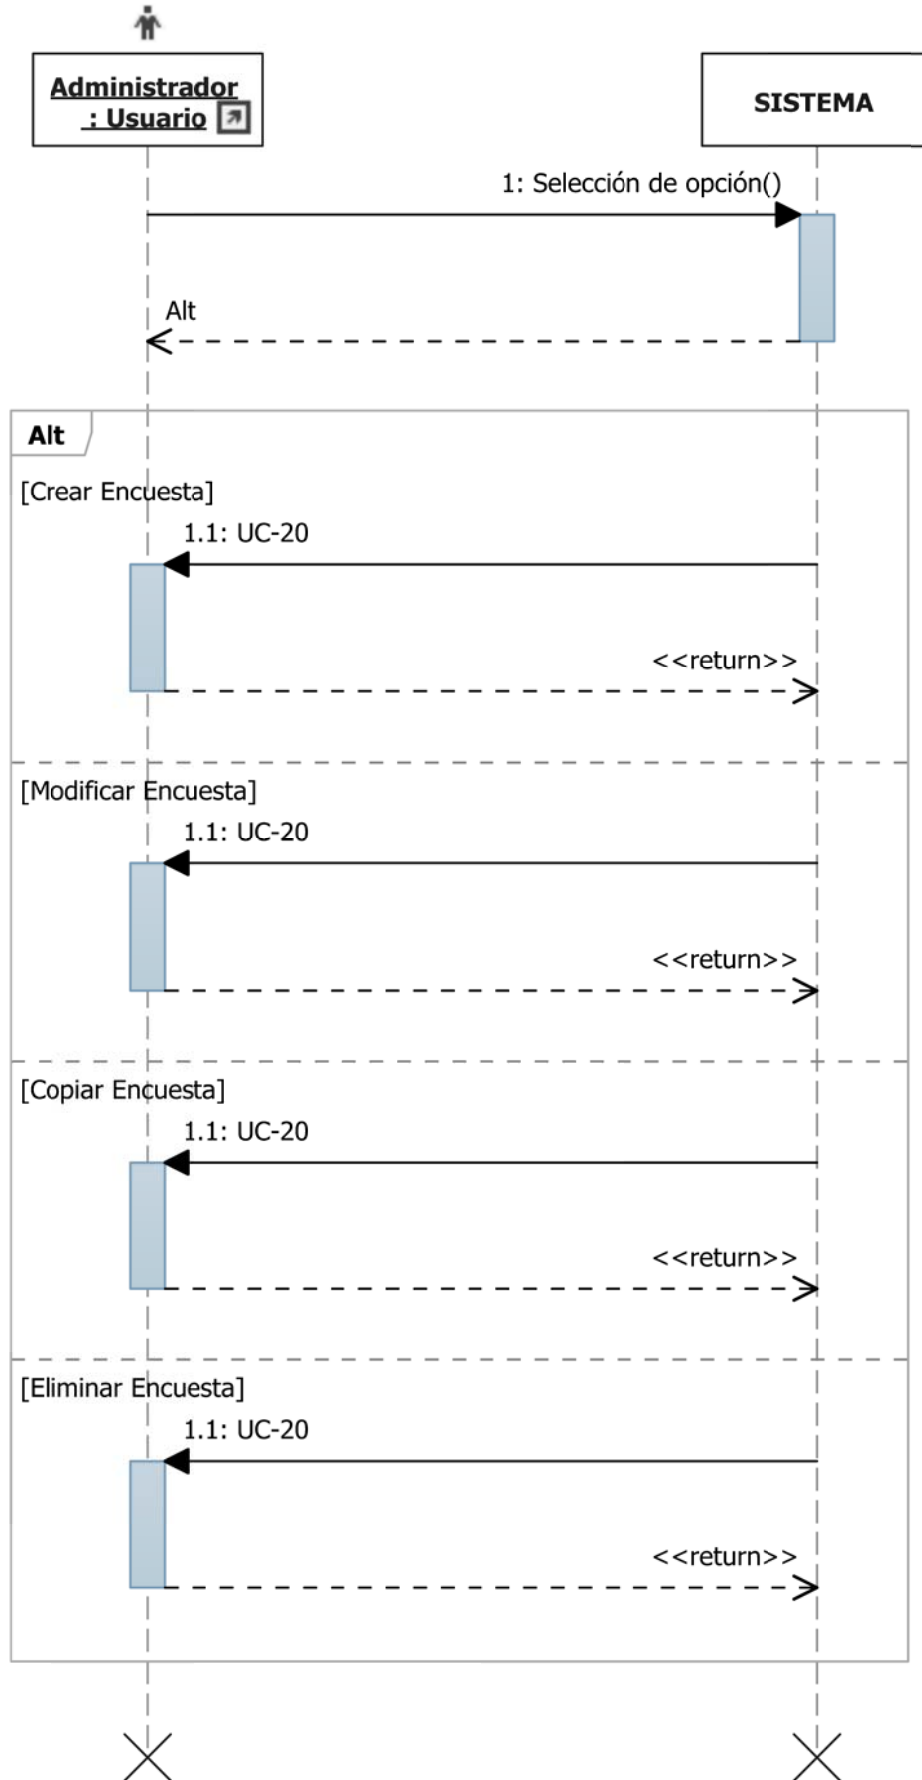 Administrador
: Usuario
SISTEMA
1: Selección de opción()
Alt
Alt
[Crear Encuesta]
1.1: UC-20
<<return>>
[Modificar Encuesta]
1.1: UC-20
<<return>>
[Copiar Encuesta]
1.1: UC-20
<<return>>
[Eliminar Encuesta]
1.1: UC-20
<<return>>